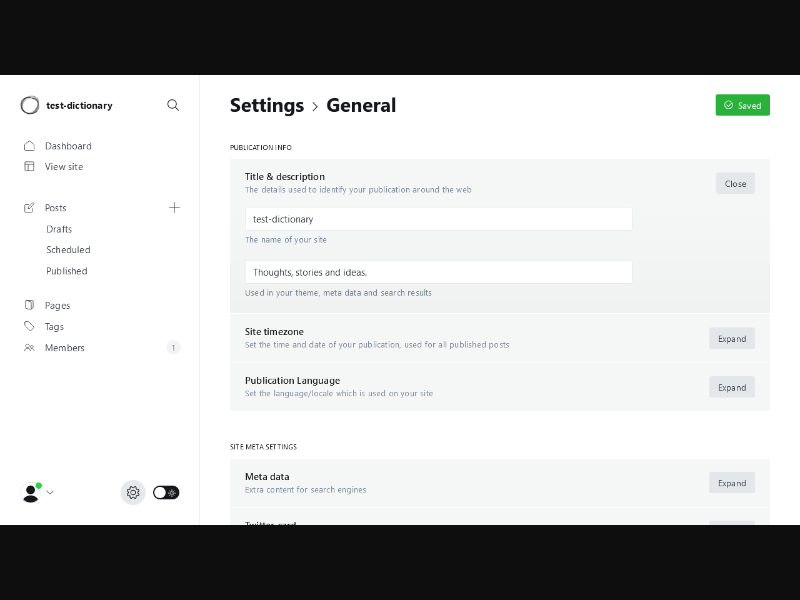 test-dictionary
Dashboard
View site
Posts
Drafts
Scheduled
Published
Pages
Tags
Members
1
Settings > General
Saved
PUBLICATION INFO
Title & description
The details used to identify your publication around the web
Close
test-dictionary
The name of your site
Thoughts, stories and ideas.
Used in your theme, meta data and search results
Site timezone
Set the time and date of your publication, used for all published posts
Expand
Publication Language
Set the language/locale which is used on your site
Expand
SITE META SETTINGS
Meta data
Extra content for search engines
Expand
Twitter card